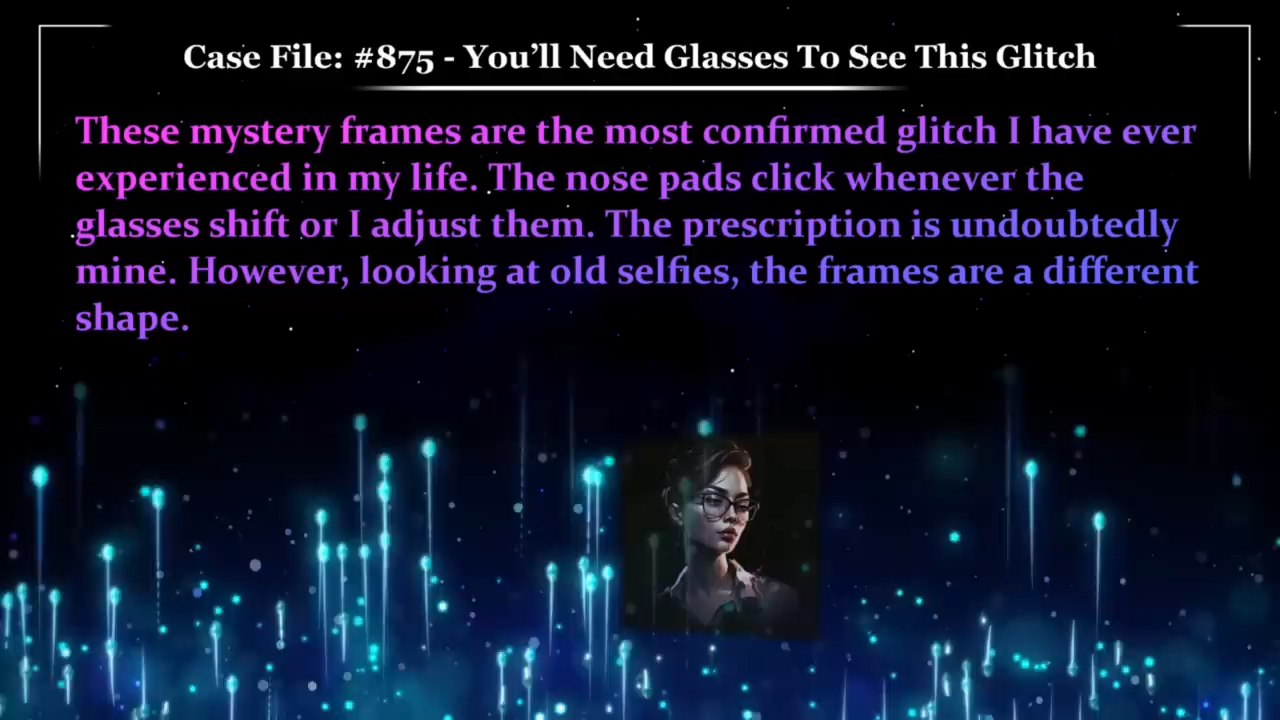 Case File: #875 - You’ll Need Glasses To See This Glitch
These mystery frames are the most confirmed glitch I have ever
experienced in my life. The nose pads click whenever the
glasses shift or I adjust them. The prescription is undoubtedly
mine. However, looking at old selfies, the frames are a different
shape.